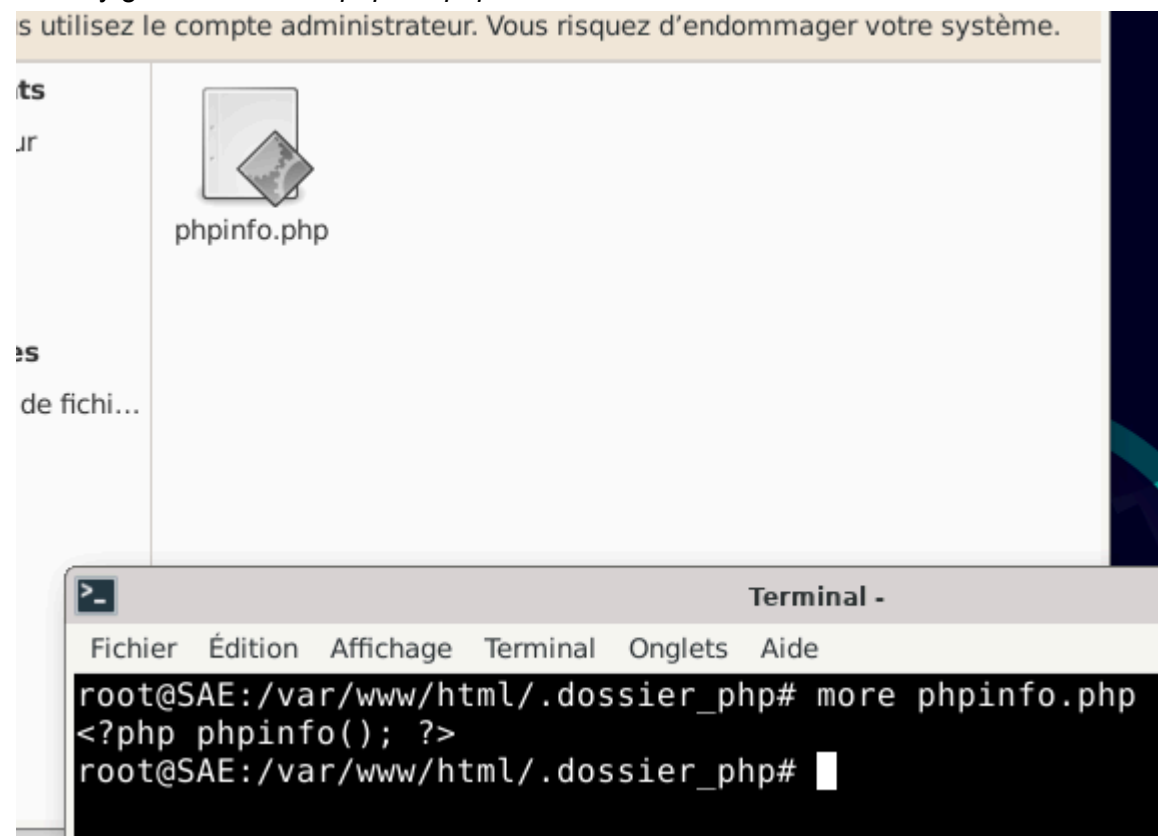 s utilisez le compte administrateur. Vous risquez d’endommager votre système.
ts
ur
phpinfo.php
es
de fichi…
Terminal -
Fichier Édition Affichage Terminal Onglets Aide
root@SAE:/var/www/html/.dossier_php# more phpinfo.php
<?php phpinfo(); ?>
root@SAE:/var/www/html/.dossier_php#